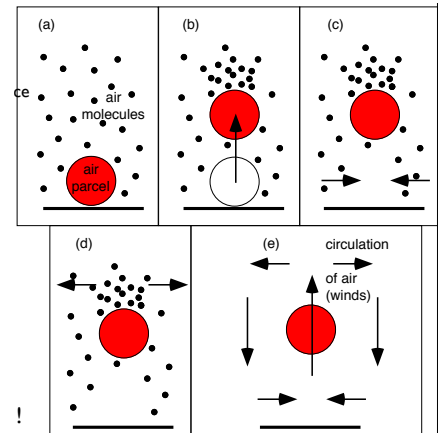 (a)
(b)
(c)
ce
air
molecules
air
parcel
(d)
(e)
circulation
of air
(winds)
!